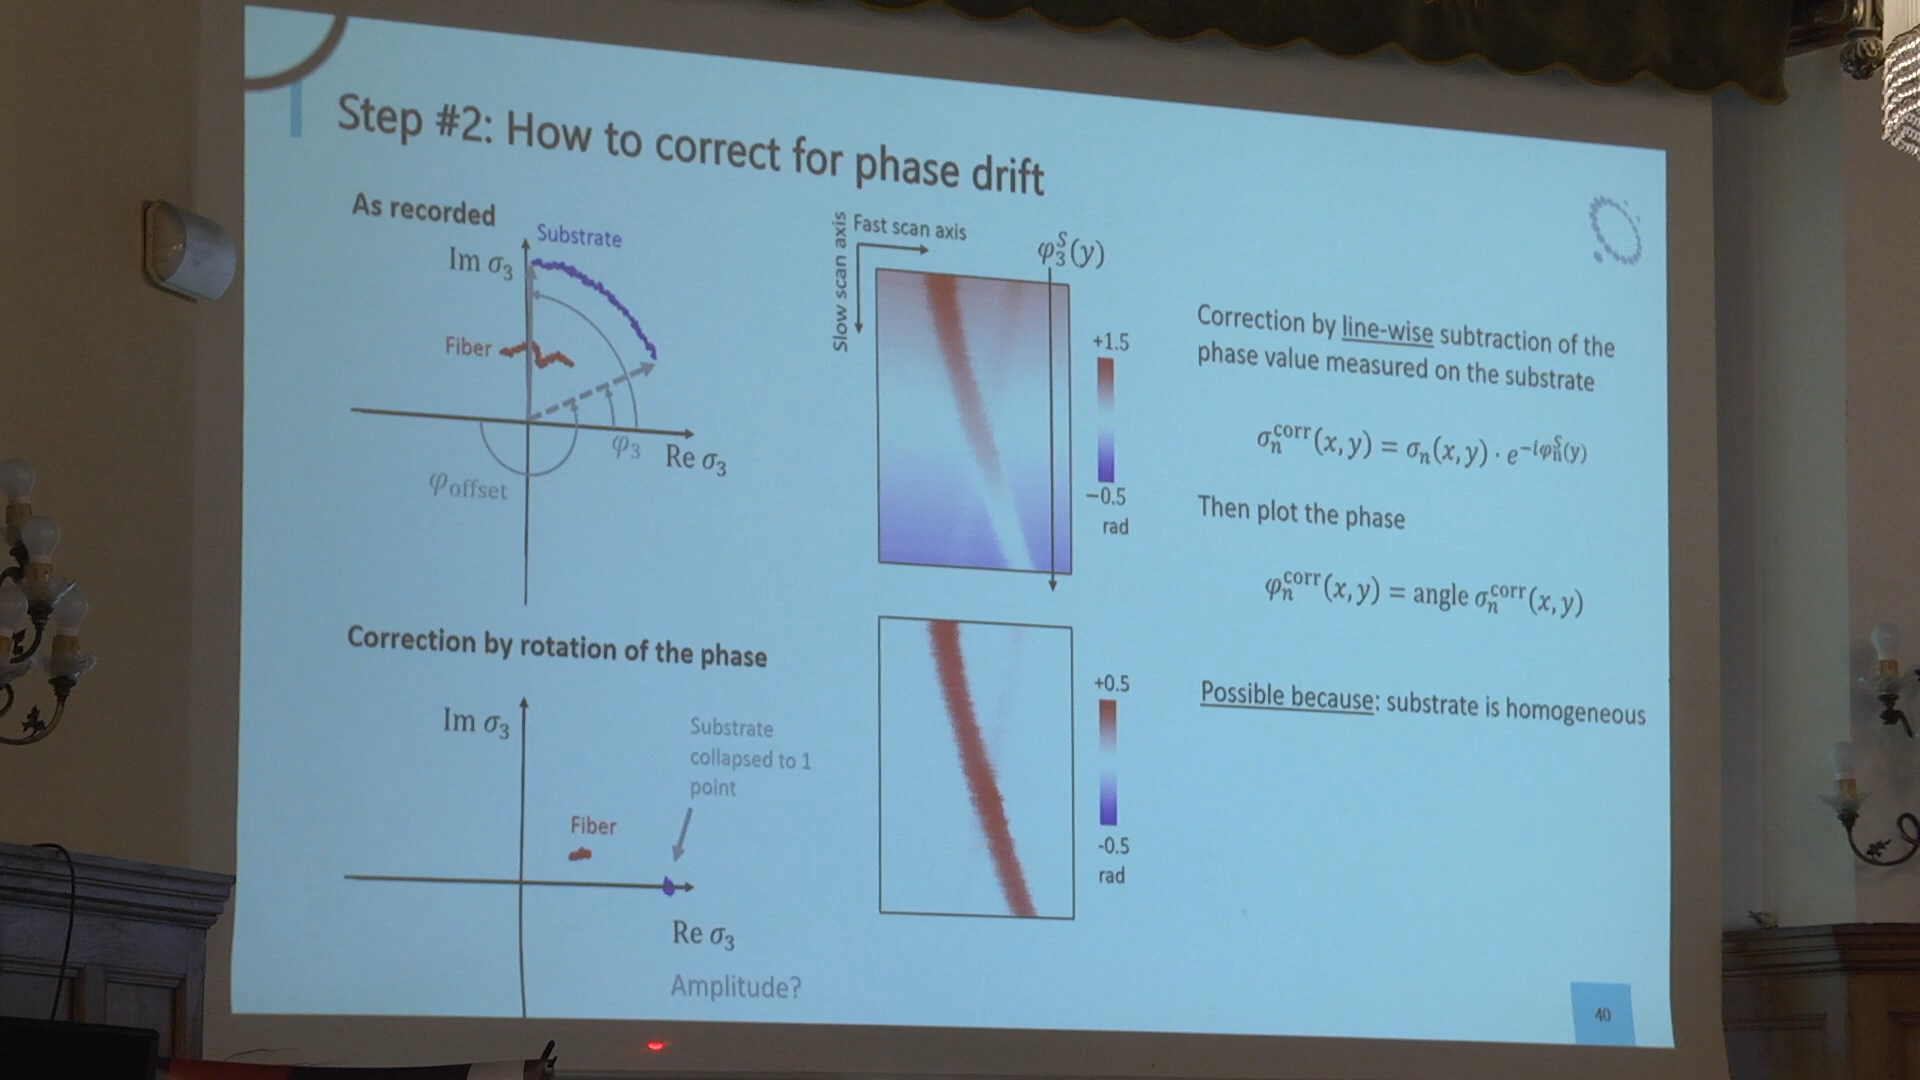 Step #2: How to correct for phase drift
As recorded
Substrate
Im σ₃
Fiber
φ₃
Re σ₃
φoffset
Slow scan axis
Fast scan axis
φ₃ˢ(y)
+1.5
−0.5
rad
Correction by line-wise subtraction of the
phase value measured on the substrate
σₙᶜᵒʳʳ(x, y) = σₙ(x, y) · e^(−iφₙˢ(y))
Then plot the phase
φₙᶜᵒʳʳ(x, y) = angle σₙᶜᵒʳʳ(x, y)
Possible because: substrate is homogeneous
Correction by rotation of the phase
Im σ₃
Substrate
collapsed to 1
point
Fiber
Re σ₃
Amplitude?
+0.5
-0.5
rad
40